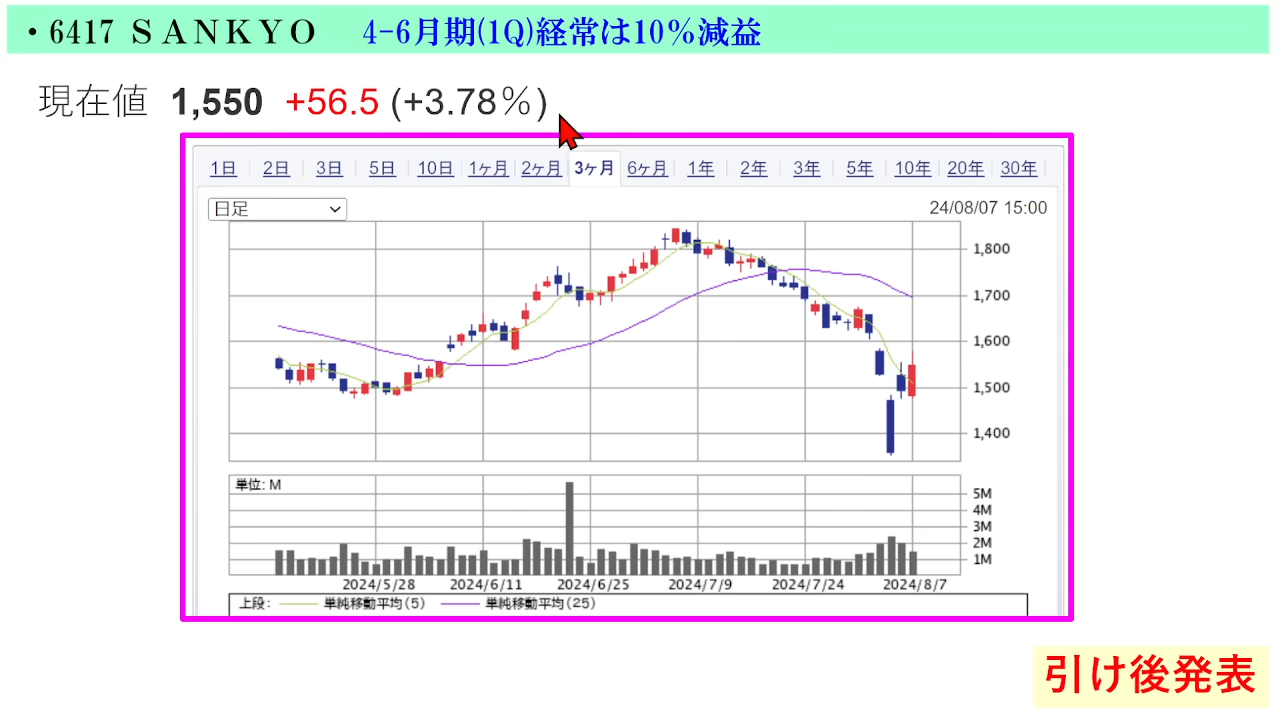 ・6417 ＳＡＮＫＹＯ 4-6月期(1Q)経常は10％減益
現在値 1,550 +56.5 (+3.78％)
1日 2日 3日 5日 10日 1ヶ月 2ヶ月 3ヶ月 6ヶ月 1年 2年 3年 5年 10年 20年 30年
日足 24/08/07 15:00
1,800
1,700
1,600
1,500
1,400
単位: M
5M
4M
3M
2M
1M
2024/5/28 2024/6/11 2024/6/25 2024/7/9 2024/7/24 2024/8/7
上段: 単純移動平均(5) 単純移動平均(25)
引け後発表